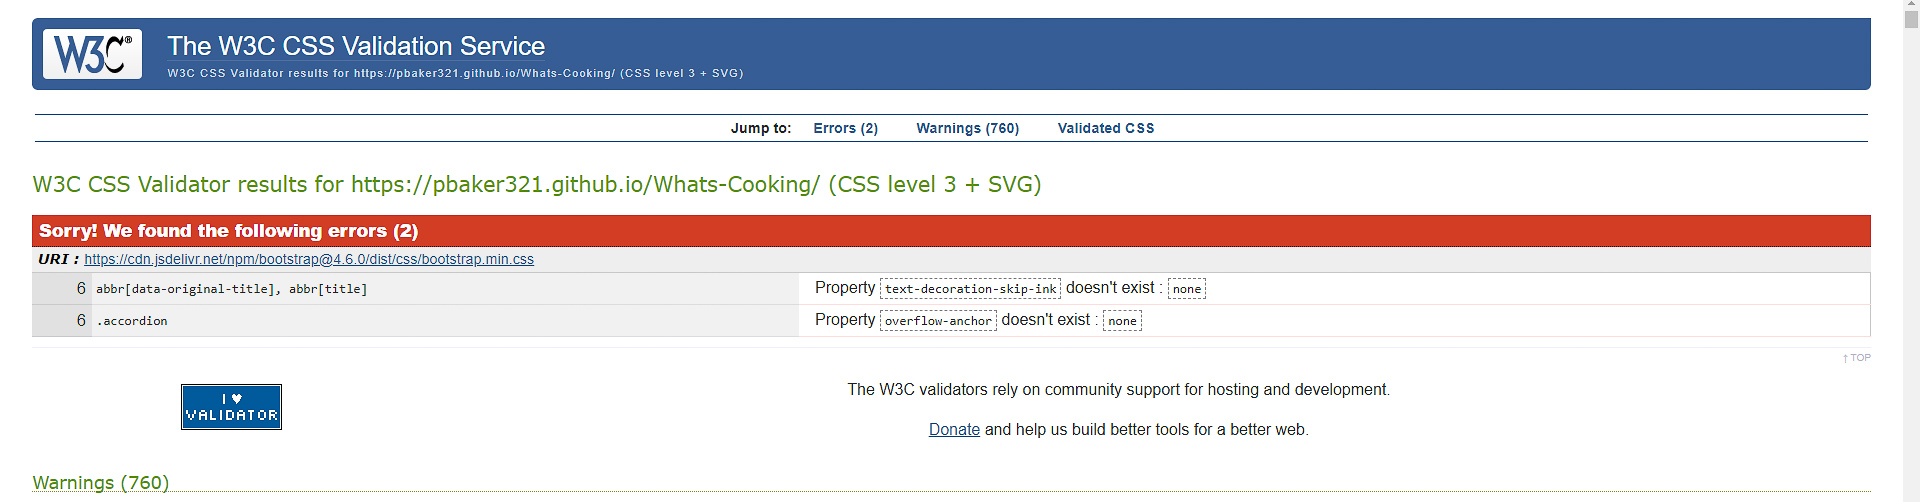 W3C®
The W3C CSS Validation Service
W3C CSS Validator results for https://pbaker321.github.io/Whats-Cooking/ (CSS level 3 + SVG)
Jump to: Errors (2) Warnings (760) Validated CSS
W3C CSS Validator results for https://pbaker321.github.io/Whats-Cooking/ (CSS level 3 + SVG)
Sorry! We found the following errors (2)
URI : https://cdn.jsdelivr.net/npm/bootstrap@4.6.0/dist/css/bootstrap.min.css
6 abbr[data-original-title], abbr[title] Property text-decoration-skip-ink doesn't exist : none
6 .accordion Property overflow-anchor doesn't exist : none
↑ TOP
I ♥
VALIDATOR
The W3C validators rely on community support for hosting and development.
Donate and help us build better tools for a better web.
Warnings (760)